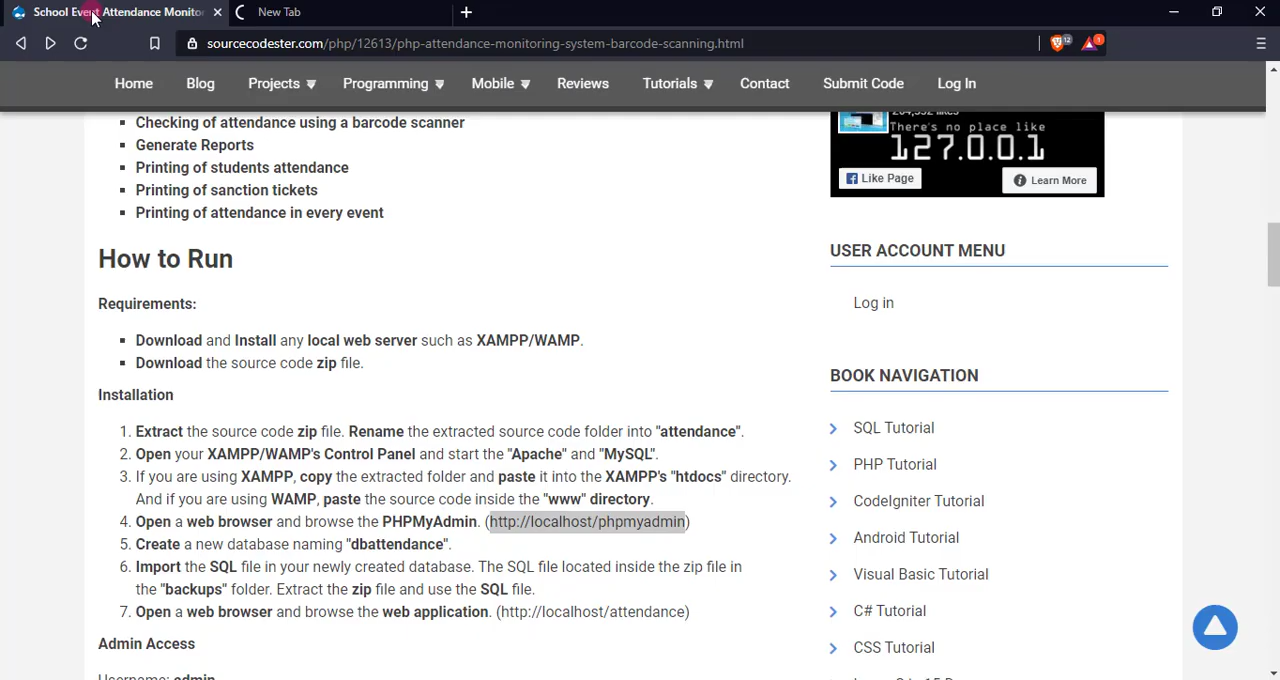 School Event Attendance Monitor
New Tab
sourcecodester.com/php/12613/php-attendance-monitoring-system-barcode-scanning.html
12
1
Home Blog Projects Programming Mobile Reviews Tutorials Contact Submit Code Log In
Checking of attendance using a barcode scanner
Generate Reports
Printing of students attendance
Printing of sanction tickets
Printing of attendance in every event
How to Run
Requirements:
Download and Install any local web server such as XAMPP/WAMP.
Download the source code zip file.
Installation
1. Extract the source code zip file. Rename the extracted source code folder into "attendance".
2. Open your XAMPP/WAMP's Control Panel and start the "Apache" and "MySQL".
3. If you are using XAMPP, copy the extracted folder and paste it into the XAMPP's "htdocs" directory.
And if you are using WAMP, paste the source code inside the "www" directory.
4. Open a web browser and browse the PHPMyAdmin. (http://localhost/phpmyadmin)
5. Create a new database naming "dbattendance".
6. Import the SQL file in your newly created database. The SQL file located inside the zip file in
the "backups" folder. Extract the zip file and use the SQL file.
7. Open a web browser and browse the web application. (http://localhost/attendance)
Admin Access
Username: admin
There's no place like
127.0.0.1
Like Page
Learn More
USER ACCOUNT MENU
Log in
BOOK NAVIGATION
SQL Tutorial
PHP Tutorial
CodeIgniter Tutorial
Android Tutorial
Visual Basic Tutorial
C# Tutorial
CSS Tutorial